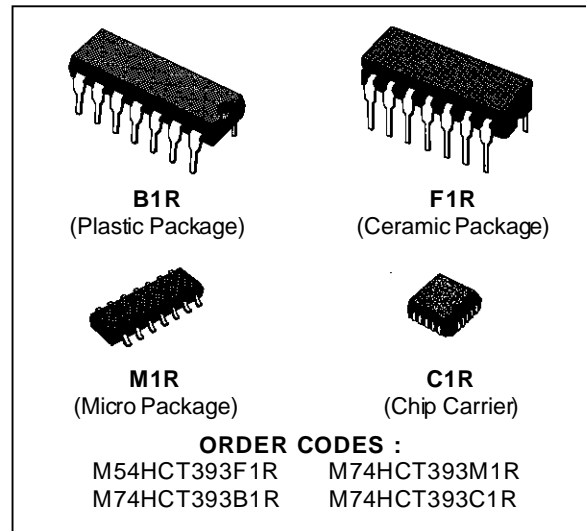 B1R
(Plastic Package)
F1R
(Ceramic Package)
M1R
(Micro Package)
C1R
(Chip Carrier)
ORDER CODES :
M54HCT393F1R M74HCT393M1R
M74HCT393B1R M74HCT393C1R